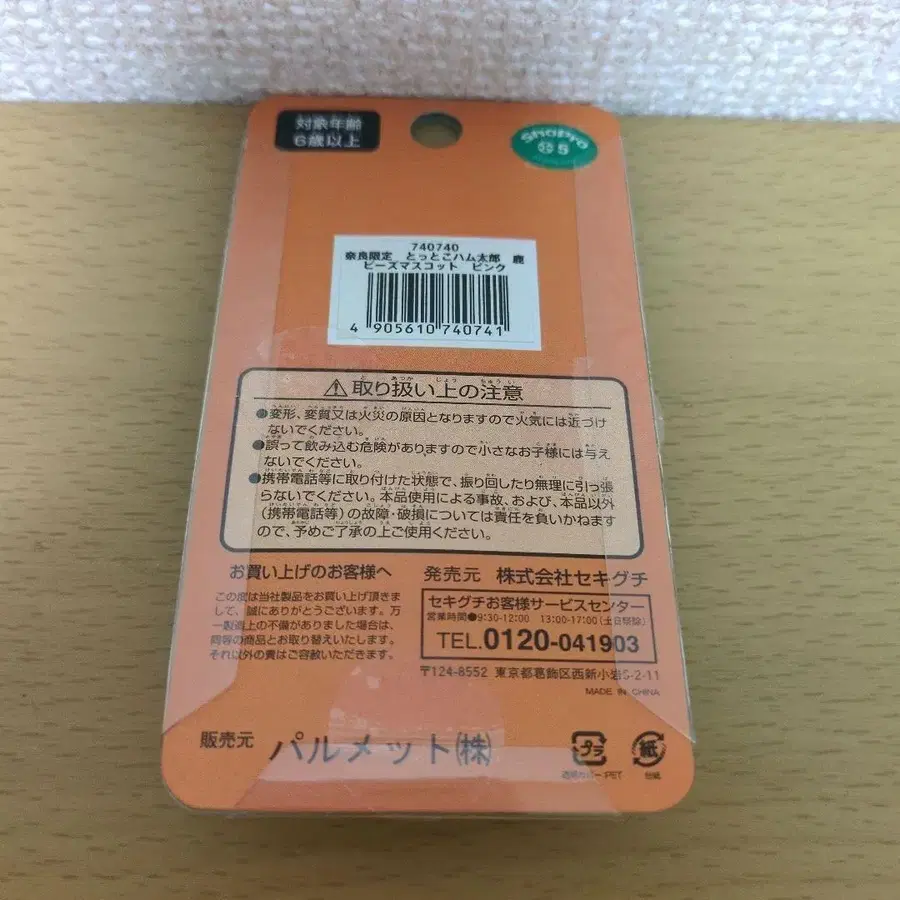 対象年齢
6歳以上
ShoPro
S
740740
奈良限定 とっとこハム太郎 鹿
ビーズマスコット ピンク
4 905610 740741
取り扱い上の注意
●変形、変質又は火災の原因となりますので火気には近づけ
ないでください。
●誤って飲み込む危険がありますので小さなお子様には与え
ないでください。
●携帯電話等に取り付けた状態で、振り回したり無理に引っ張
らないでください。本品使用による事故、および、本品以外
(携帯電話等)の故障・破損については責任を負いかねます
ので、予めご了承の上ご使用ください。
お買い上げのお客様へ
この度は当社製品をお買い上げ頂きま
して、誠にありがとうございます。万
一製造上の不備がありました場合は、
同等の商品とお取り替えいたします。
それ以外の責はご容赦いただきます。
発売元 株式会社セキグチ
セキグチお客様サービスセンター
営業時間●9:30-12:00 13:00-17:00(土日祭除)
TEL.0120-041903
〒124-8552 東京都葛飾区西新小岩5-2-11
MADE IN CHINA
販売元 パルメット(株)
プラ
紙
透明カバー:PET
台紙